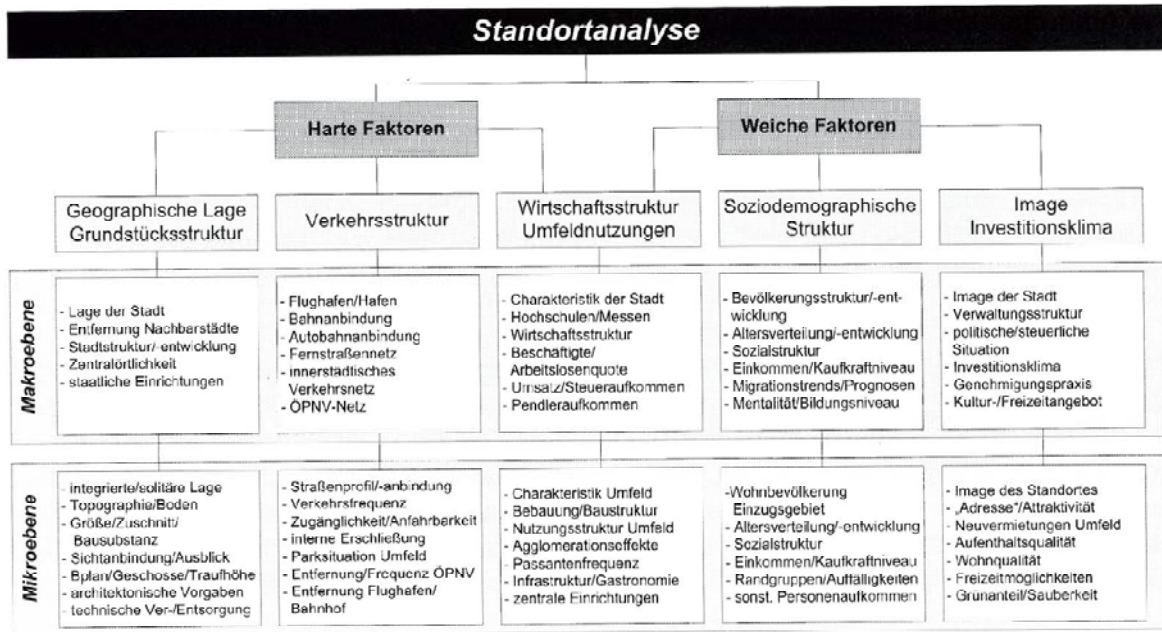 Standortanalyse
Harte Faktoren
Weiche Faktoren
Geographische Lage
Grundstücksstruktur
Verkehrsstruktur
Wirtschaftsstruktur
Umfeldnutzungen
Soziodemographische
Struktur
Image
Investitionsklima
Makroebene
- Lage der Stadt
- Entfernung Nachbarstädte
- Stadtstruktur/-entwicklung
- Zentralörtlichkeit
- staatliche Einrichtungen
- Flughafen/Hafen
- Bahnanbindung
- Autobahnanbindung
- Fernstraßennetz
- innerstädtisches
Verkehrsnetz
- ÖPNV-Netz
- Charakteristik der Stadt
- Hochschulen/Messen
- Wirtschaftsstruktur
- Beschäftigte/
Arbeitslosenquote
- Umsatz/Steueraufkommen
- Pendleraufkommen
- Bevölkerungsstruktur/-ent-
wicklung
- Altersverteilung/-entwicklung
- Sozialstruktur
- Einkommen/Kaufkraftniveau
- Migrationstrends/Prognosen
- Mentalität/Bildungsniveau
- Image der Stadt
- Verwaltungsstruktur
- politische/steuerliche
Situation
- Investitionsklima
- Genehmigungspraxis
- Kultur-/Freizeitangebot
Mikroebene
- integrierte/solitäre Lage
- Topographie/Boden
- Größe/Zuschnitt/
Bausubstanz
- Sichtanbindung/Ausblick
- Bplan/Geschosse/Traufhöhe
- architektonische Vorgaben
- technische Ver-/Entsorgung
- Straßenprofil/-anbindung
- Verkehrsfrequenz
- Zugänglichkeit/Anfahrbarkeit
- interne Erschließung
- Parksituation Umfeld
- Entfernung/Frequenz ÖPNV
- Entfernung Flughafen/
Bahnhof
- Charakteristik Umfeld
- Bebauung/Baustruktur
- Nutzungsstruktur Umfeld
- Agglomerationseffekte
- Passantenfrequenz
- Infrastruktur/Gastronomie
- zentrale Einrichtungen
-Wohnbevölkerung
Einzugsgebiet
- Altersverteilung/-entwicklung
- Sozialstruktur
- Einkommen/Kaufkraftniveau
- Randgruppen/Auffälligkeiten
- sonst. Personenaufkommen
- Image des Standortes
- „Adresse"/Attraktivität
- Neuvermietungen Umfeld
- Aufenthaltsqualität
- Wohnqualität
- Freizeitmöglichkeiten
- Grünanteil/Sauberkeit